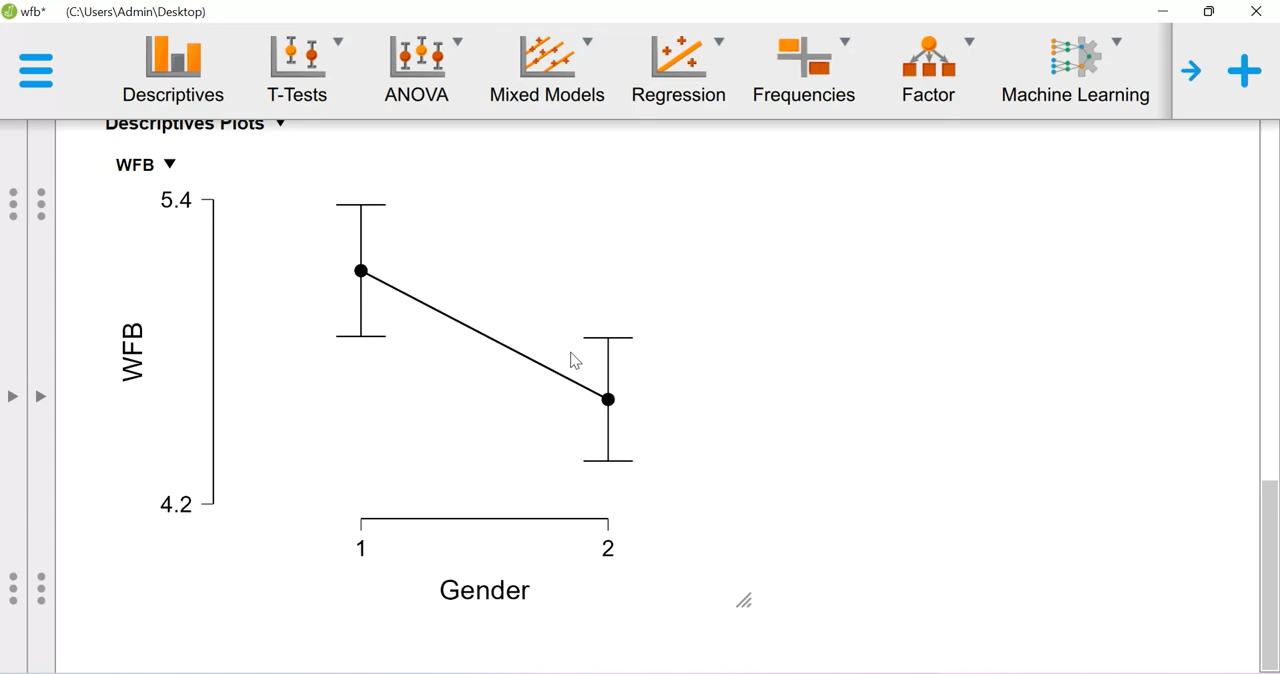 wfb* (C:\Users\Admin\Desktop)
Descriptives T-Tests ANOVA Mixed Models Regression Frequencies Factor Machine Learning
Descriptives Plots
WFB
5.4
WFB
4.2
1 2
Gender